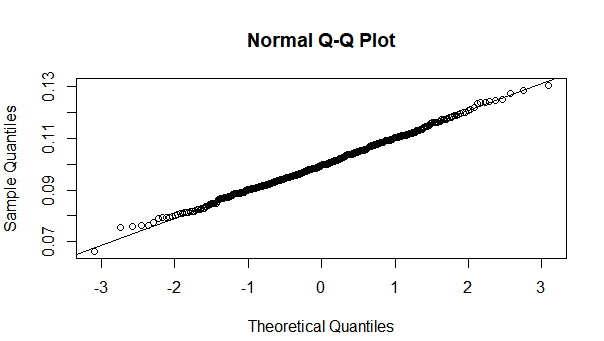 Normal Q-Q Plot
Sample Quantiles
0.13
0.11
0.09
0.07
-3 -2 -1 0 1 2 3
Theoretical Quantiles